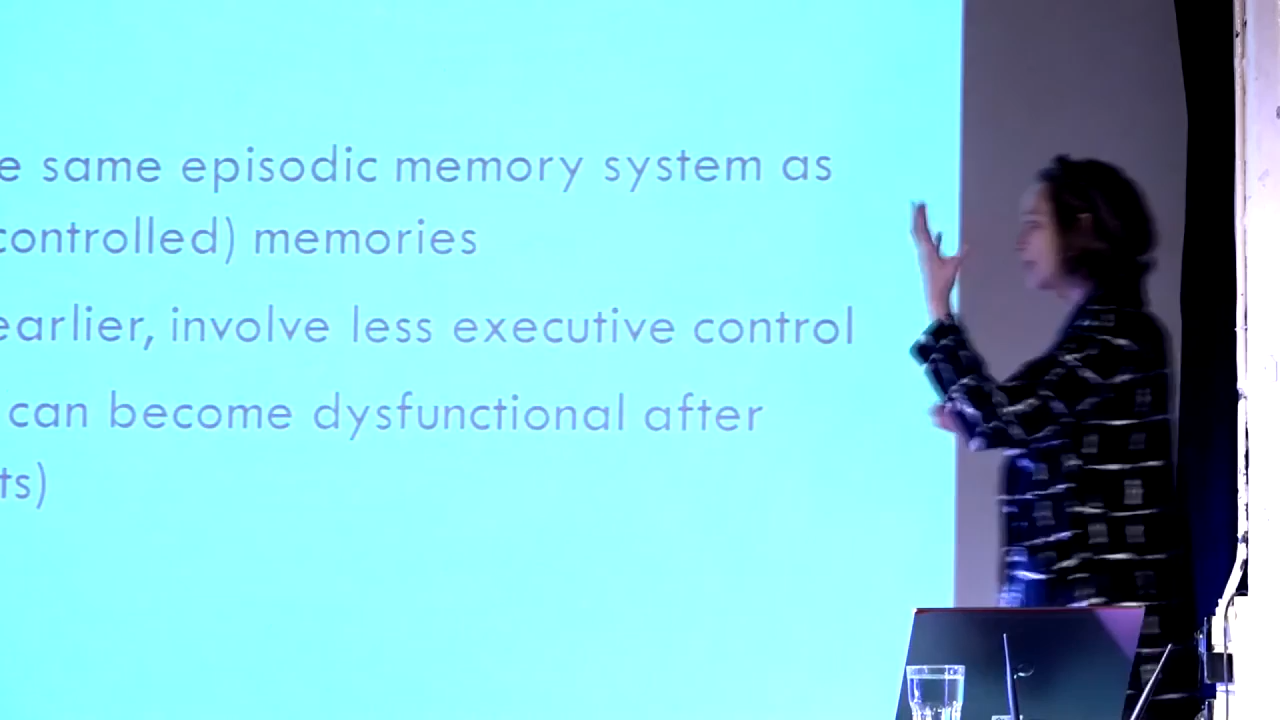 e same episodic memory system as
controlled) memories
earlier, involve less executive control
can become dysfunctional after
ts)